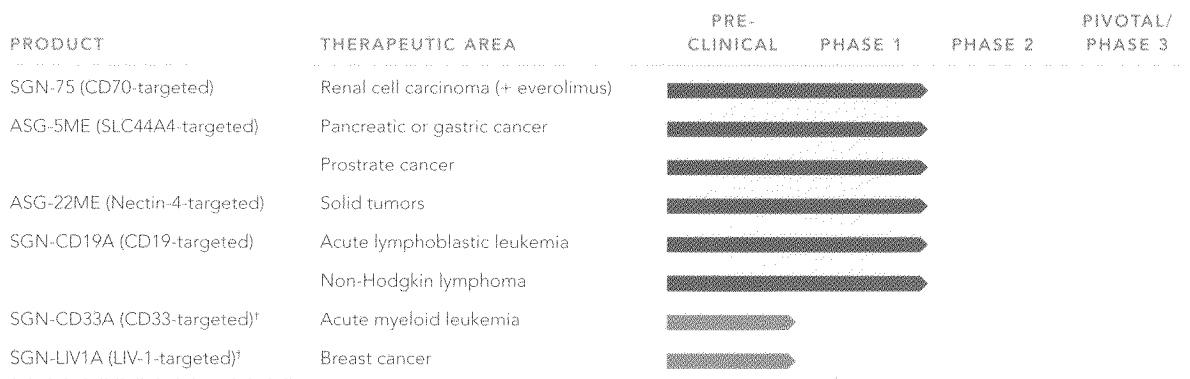 PRODUCT THERAPEUTIC AREA PRE-CLINICAL PHASE 1 PHASE 2 PIVOTAL/PHASE 3
SGN-75 (CD70-targeted) Renal cell carcinoma (+ everolimus)
ASG-5ME (SLC44A4-targeted) Pancreatic or gastric cancer
Prostrate cancer
ASG-22ME (Nectin-4-targeted) Solid tumors
SGN-CD19A (CD19-targeted) Acute lymphoblastic leukemia
Non-Hodgkin lymphoma
SGN-CD33A (CD33-targeted)† Acute myeloid leukemia
SGN-LIV1A (LIV-1-targeted)† Breast cancer